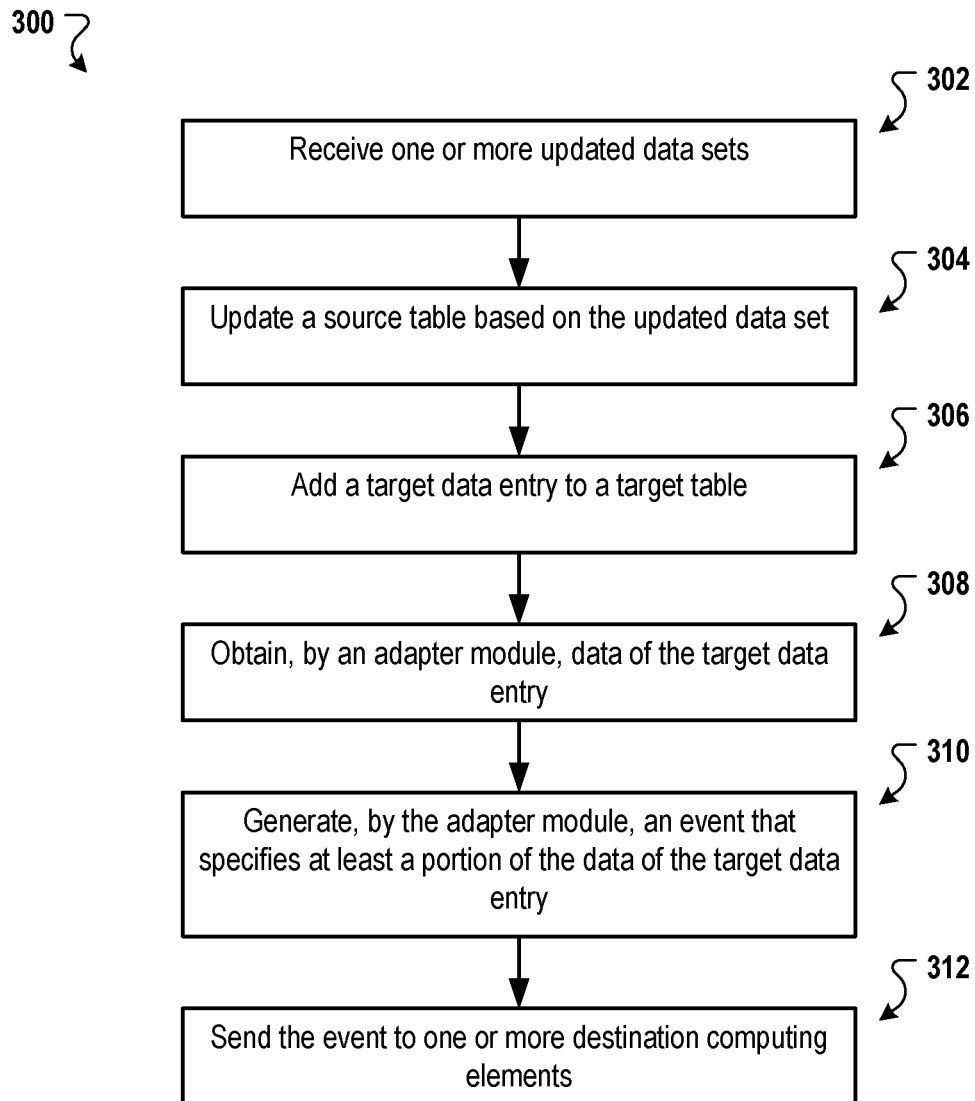 300
302
Receive one or more updated data sets
304
Update a source table based on the updated data set
306
Add a target data entry to a target table
308
Obtain, by an adapter module, data of the target data
entry
310
Generate, by the adapter module, an event that
specifies at least a portion of the data of the target data
entry
312
Send the event to one or more destination computing
elements